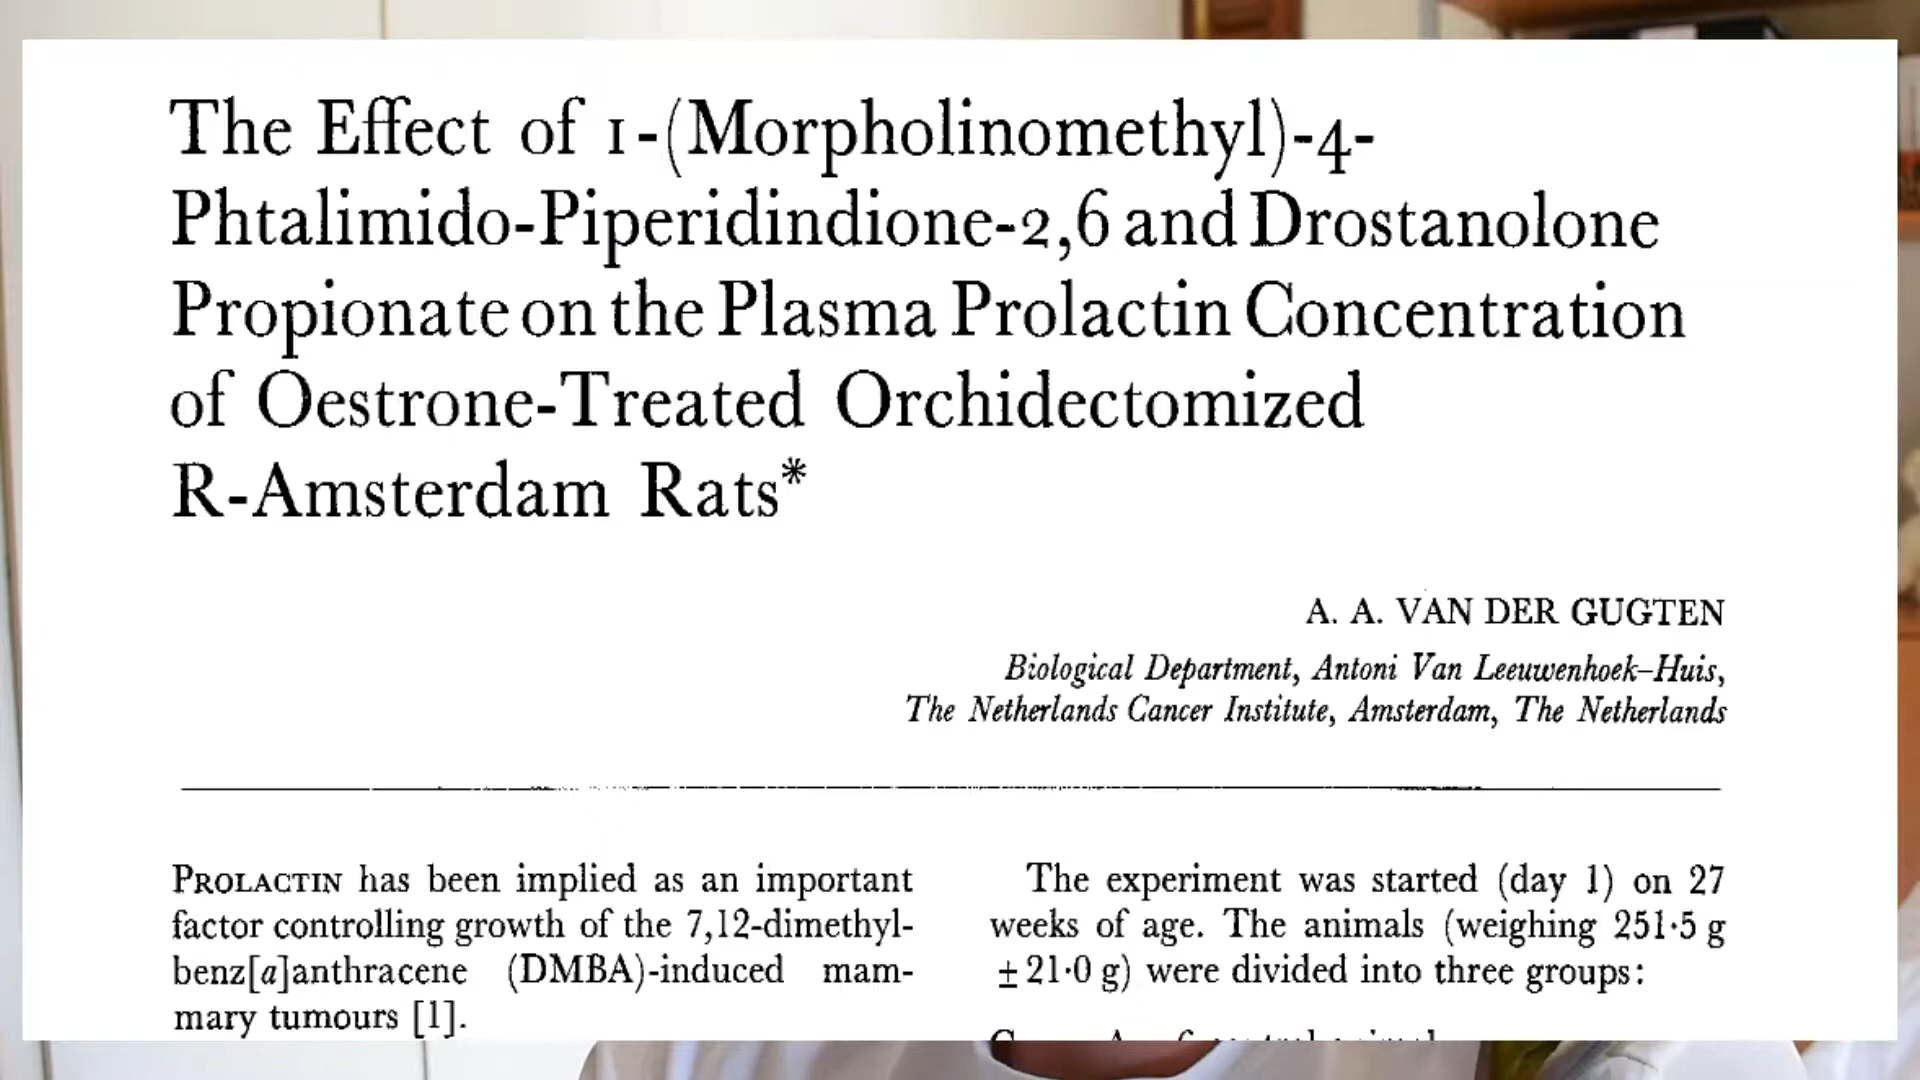 The Effect of 1-(Morpholinomethyl)-4-
Phtalimido-Piperidindione-2,6 and Drostanolone
Propionate on the Plasma Prolactin Concentration
of Oestrone-Treated Orchidectomized
R-Amsterdam Rats*
A. A. VAN DER GUGTEN
Biological Department, Antoni Van Leeuwenhoek–Huis,
The Netherlands Cancer Institute, Amsterdam, The Netherlands
PROLACTIN has been implied as an important
factor controlling growth of the 7,12-dimethyl-
benz[a]anthracene (DMBA)-induced mam-
mary tumours [1].
The experiment was started (day 1) on 27
weeks of age. The animals (weighing 251·5 g
±21·0 g) were divided into three groups: